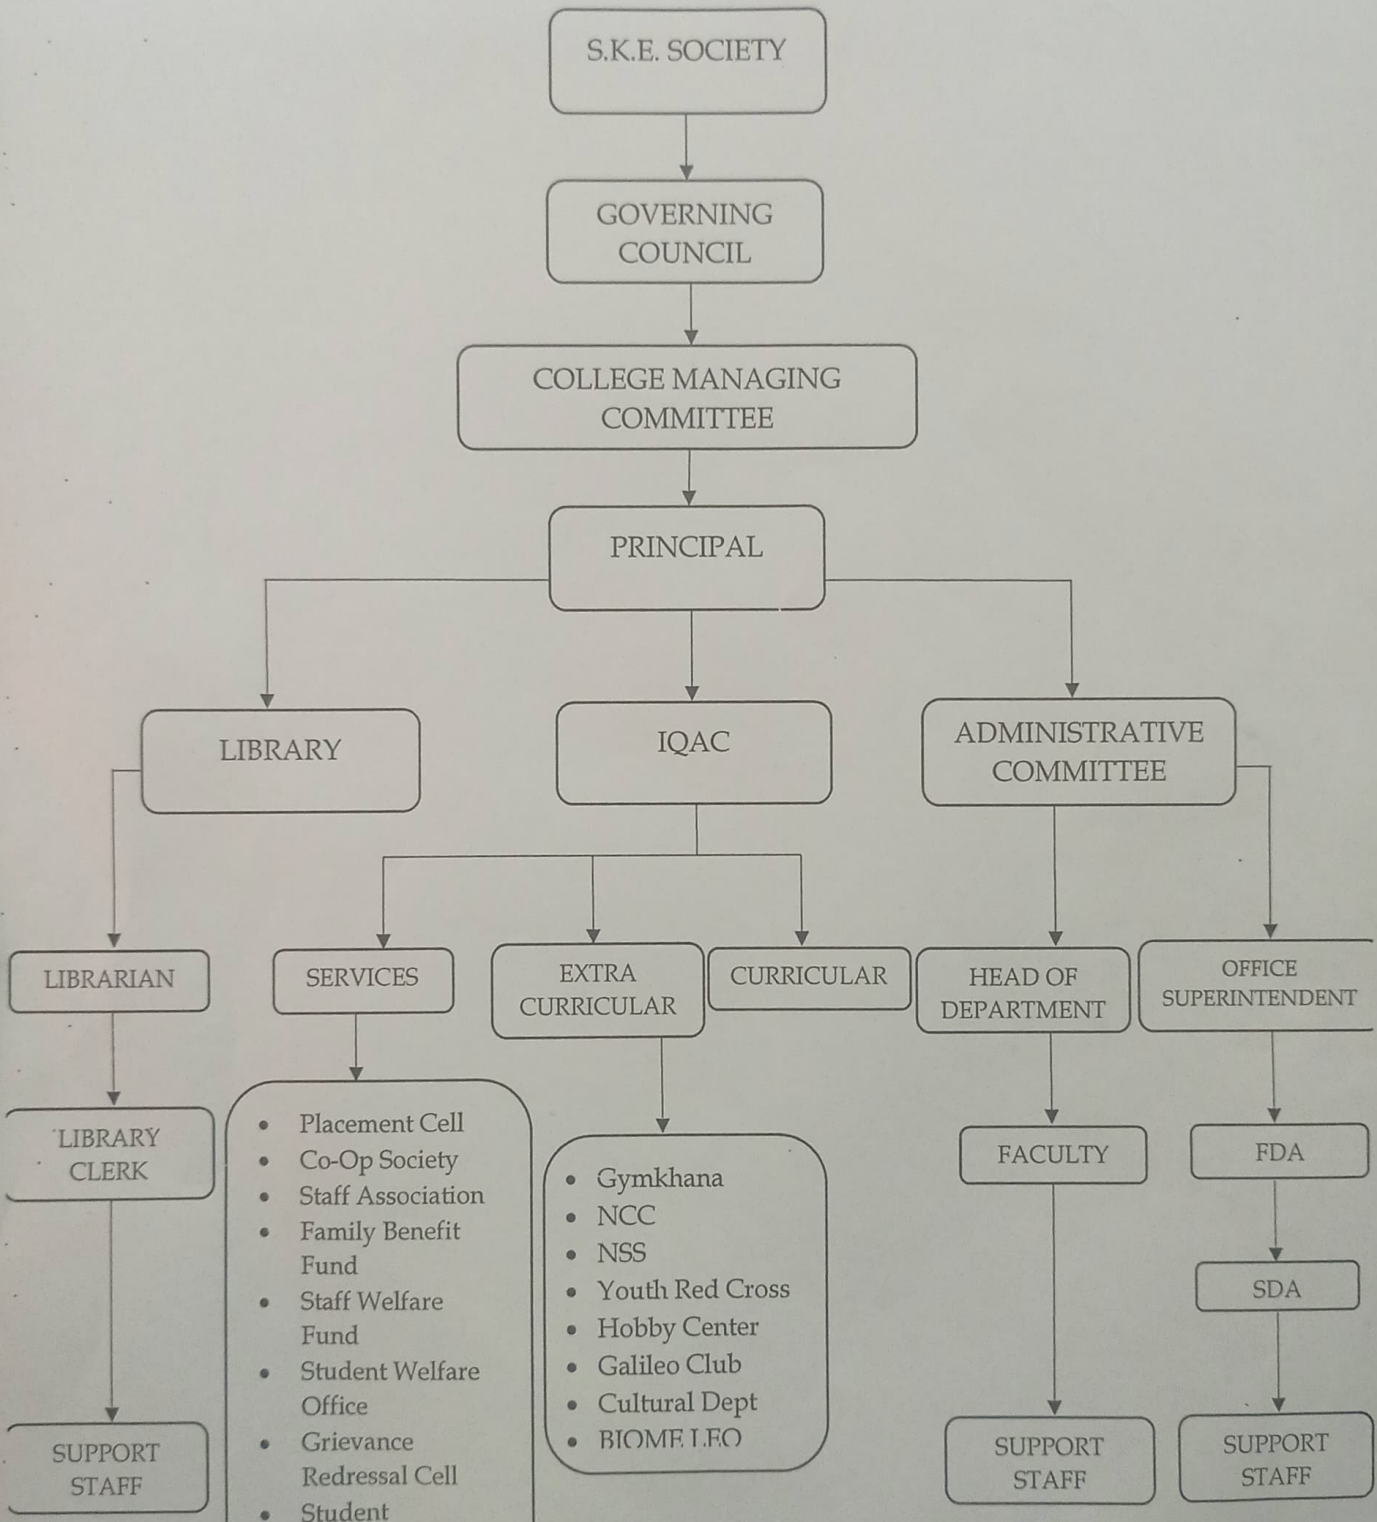 S.K.E. SOCIETY
GOVERNING
COUNCIL
COLLEGE MANAGING
COMMITTEE
PRINCIPAL
LIBRARY
IQAC
ADMINISTRATIVE
COMMITTEE
LIBRARIAN
SERVICES
EXTRA
CURRICULAR
CURRICULAR
HEAD OF
DEPARTMENT
OFFICE
SUPERINTENDENT
LIBRARY
CLERK
• Placement Cell
• Co-Op Society
• Staff Association
• Family Benefit
Fund
• Staff Welfare
Fund
• Student Welfare
Office
• Grievance
Redressal Cell
• Student
• Gymkhana
• NCC
• NSS
• Youth Red Cross
• Hobby Center
• Galileo Club
• Cultural Dept
• BIOME LEO
FACULTY
FDA
SDA
SUPPORT
STAFF
SUPPORT
STAFF
SUPPORT
STAFF